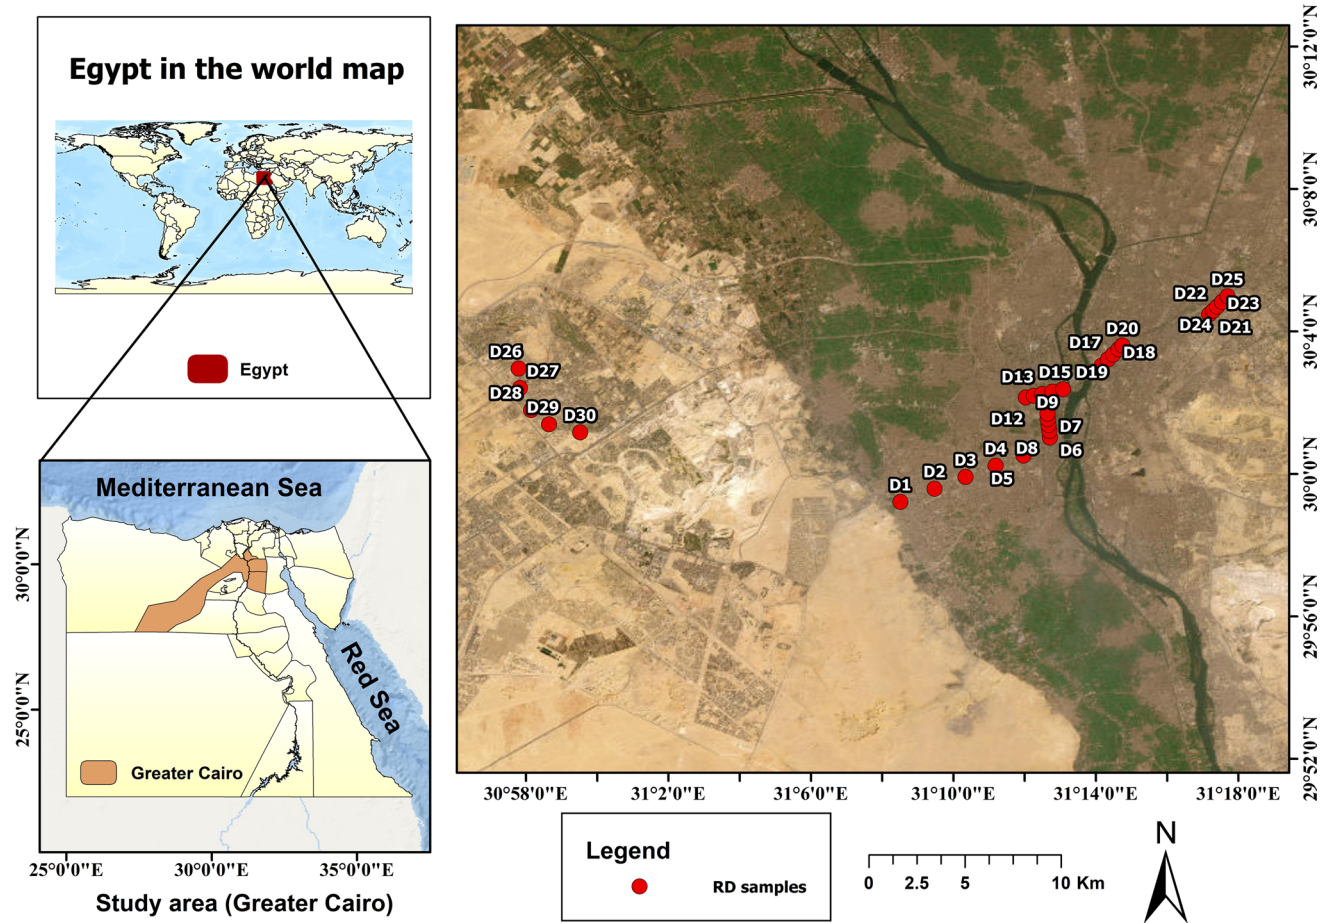 Egypt in the world map
Egypt
Mediterranean Sea
Red Sea
Greater Cairo
30°0'0"N
25°0'0"N
25°0'0"E
30°0'0"E
35°0'0"E
Study area (Greater Cairo)
D25
D22
D23
D24
D21
D20
D17
D18
D26
D27
D15
D19
D13
D28
D9
D29
D30
D12
D7
D4
D8
D6
D3
D5
D2
D1
30°12'0"N
30°8'0"N
30°4'0"N
30°0'0"N
29°56'0"N
29°52'0"N
30°58'0"E
31°2'0"E
31°6'0"E
31°10'0"E
31°14'0"E
31°18'0"E
Legend
RD samples
0 2.5 5 10 Km
N